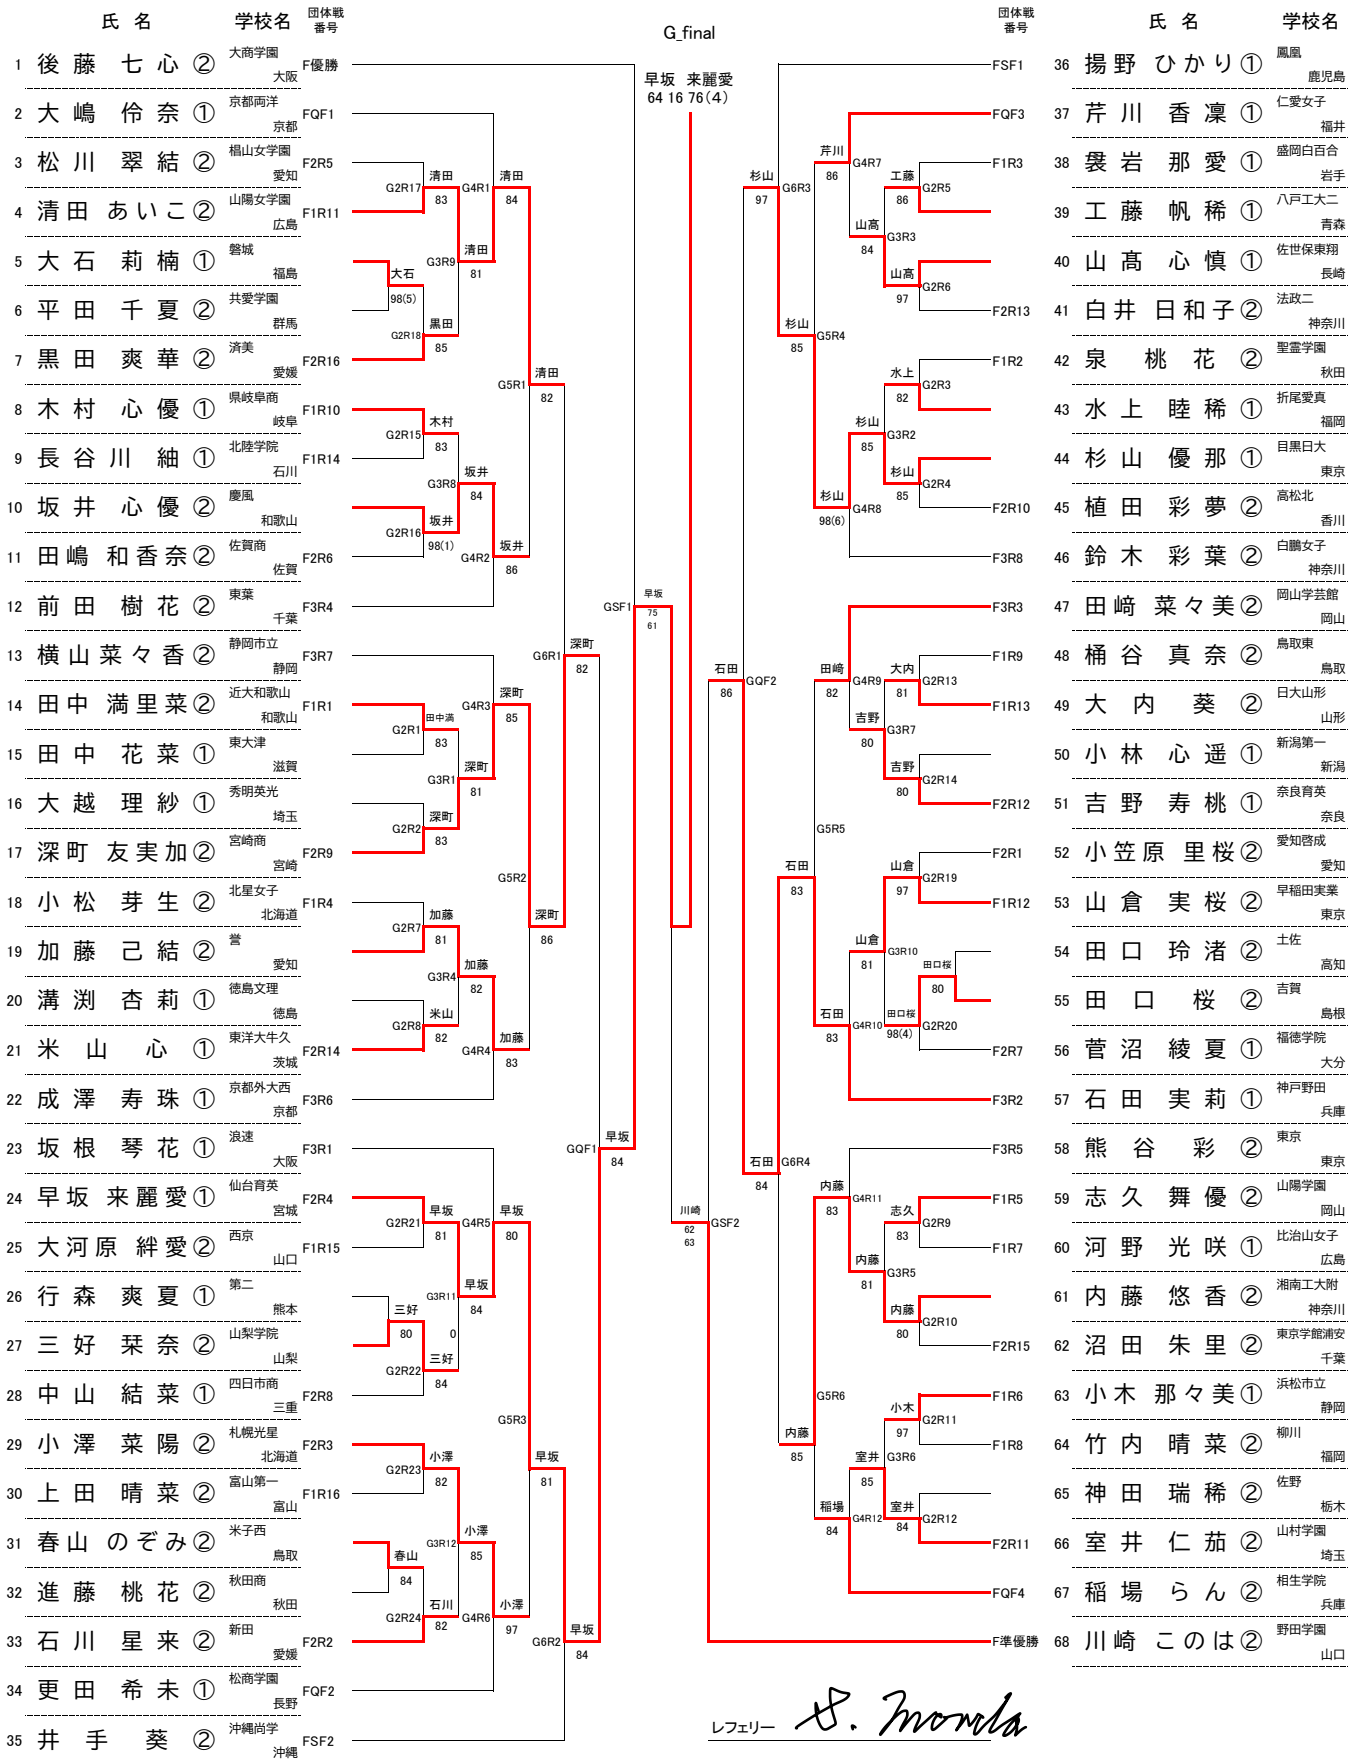 G_final
早坂 来麗愛
64 16 76(4)
氏 名 学校名 団体戦番号
1 後藤 七心 ② 大商学園 大阪 F優勝
2 大嶋 伶奈 ① 京都両洋 京都 FQF1
3 松川 翠結 ② 椙山女学園 愛知 F2R5
4 清田 あいこ ② 山陽女学園 広島 F1R11
5 大石 莉楠 ① 磐城 福島
6 平田 千夏 ② 共愛学園 群馬
7 黒田 爽華 ② 済美 愛媛 F2R16
8 木村 心優 ① 県岐阜商 岐阜 F1R10
9 長谷川 紬 ① 北陸学院 石川 F1R14
10 坂井 心優 ② 慶風 和歌山
11 田嶋 和香奈 ② 佐賀商 佐賀 F2R6
12 前田 樹花 ② 東葉 千葉 F3R4
13 横山 菜々香 ② 静岡市立 静岡 F3R7
14 田中 満里菜 ② 近大和歌山 和歌山 F1R1
15 田中 花菜 ① 東大津 滋賀
16 大越 理紗 ① 秀明英光 埼玉
17 深町 友実加 ② 宮崎商 宮崎 F2R9
18 小松 芽生 ② 北星女子 北海道 F1R4
19 加藤 己結 ② 誉 愛知
20 溝渕 杏莉 ① 徳島文理 徳島
21 米山 心 ① 東洋大牛久 茨城 F2R14
22 成澤 寿珠 ① 京都外大西 京都 F3R6
23 坂根 琴花 ① 浪速 大阪 F3R1
24 早坂 来麗愛 ① 仙台育英 宮城 F2R4
25 大河原 絆愛 ② 西京 山口 F1R15
26 行森 爽夏 ① 第二 熊本
27 三好 栞奈 ② 山梨学院 山梨
28 中山 結菜 ① 四日市商 三重 F2R8
29 小澤 菜陽 ② 札幌光星 北海道 F2R3
30 上田 晴菜 ② 富山第一 富山 F1R16
31 春山 のぞみ ② 米子西 鳥取
32 進藤 桃花 ② 秋田商 秋田
33 石川 星来 ② 新田 愛媛 F2R2
34 更田 希未 ① 松商学園 長野 FQF2
35 井手 葵 ② 沖縄尚学 沖縄 FSF2
G2R17 清田 83
大石 98(5)
G2R18 黒田 85
G2R15 木村 83
G2R16 坂井 98(1)
G2R1 田中満 83
G2R2 深町 83
G2R7 加藤 81
G2R8 米山 82
G2R21 早坂 81
三好 80
G2R22 三好 84
G2R23 小澤 82
春山 84
G2R24 石川 82
G3R9 清田 81
G3R8 坂井 84
G3R1 深町 81
G3R4 加藤 82
G3R11 早坂 84
0
G3R12 小澤 85
G4R1 清田 84
G4R2 坂井 86
G4R3 深町 85
G4R4 加藤 83
G4R5 早坂 80
G4R6 小澤 97
G5R1 清田 82
G5R2 深町 86
G5R3 早坂 81
G6R1 深町 82
G6R2 早坂 84
GQF1 早坂 84
GSF1 早坂 75 61
団体戦番号 氏 名 学校名
FSF1 36 揚野 ひかり ① 鳳凰 鹿児島
FQF3 37 芹川 香凜 ① 仁愛女子 福井
F1R3 38 袰岩 那愛 ① 盛岡白百合 岩手
39 工藤 帆稀 ① 八戸工大二 青森
40 山髙 心慎 ① 佐世保東翔 長崎
F2R13 41 白井 日和子 ② 法政二 神奈川
F1R2 42 泉 桃花 ② 聖霊学園 秋田
43 水上 睦稀 ① 折尾愛真 福岡
44 杉山 優那 ① 目黒日大 東京
F2R10 45 植田 彩夢 ② 高松北 香川
F3R8 46 鈴木 彩葉 ② 白鵬女子 神奈川
F3R3 47 田﨑 菜々美 ② 岡山学芸館 岡山
F1R9 48 桶谷 真奈 ② 鳥取東 鳥取
F1R13 49 大内 葵 ② 日大山形 山形
50 小林 心遥 ① 新潟第一 新潟
F2R12 51 吉野 寿桃 ① 奈良育英 奈良
F2R1 52 小笠原 里桜 ② 愛知啓成 愛知
F1R12 53 山倉 実桜 ② 早稲田実業 東京
54 田口 玲渚 ② 土佐 高知
55 田口 桜 ② 吉賀 島根
F2R7 56 菅沼 綾夏 ① 福徳学院 大分
F3R2 57 石田 実莉 ① 神戸野田 兵庫
F3R5 58 熊谷 彩 ② 東京 東京
F1R5 59 志久 舞優 ② 山陽学園 岡山
F1R7 60 河野 光咲 ① 比治山女子 広島
61 内藤 悠香 ② 湘南工大附 神奈川
F2R15 62 沼田 朱里 ② 東京学館浦安 千葉
F1R6 63 小木 那々美 ① 浜松市立 静岡
F1R8 64 竹内 晴菜 ② 柳川 福岡
65 神田 瑞稀 ② 佐野 栃木
F2R11 66 室井 仁茄 ② 山村学園 埼玉
FQF4 67 稲場 らん ② 相生学院 兵庫
F準優勝 68 川崎 このは ② 野田学園 山口
工藤 86 G2R5
山髙 97 G2R6
水上 82 G2R3
杉山 85 G2R4
大内 81 G2R13
吉野 80 G2R14
山倉 97 G2R19
田口桜 80
田口桜 98(4) G2R20
志久 83 G2R9
内藤 80 G2R10
小木 97 G2R11
室井 84 G2R12
山髙 84 G3R3
杉山 85 G3R2
吉野 80 G3R7
山倉 81 G3R10
内藤 81 G3R5
室井 85 G3R6
芹川 86 G4R7
杉山 98(6) G4R8
田﨑 82 G4R9
石田 83 G4R10
内藤 83 G4R11
稲場 84 G4R12
杉山 85 G5R4
石田 83 G5R5
内藤 85 G5R6
杉山 97 G6R3
石田 84 G6R4
石田 86 GQF2
川崎 62 63 GSF2
レフェリー